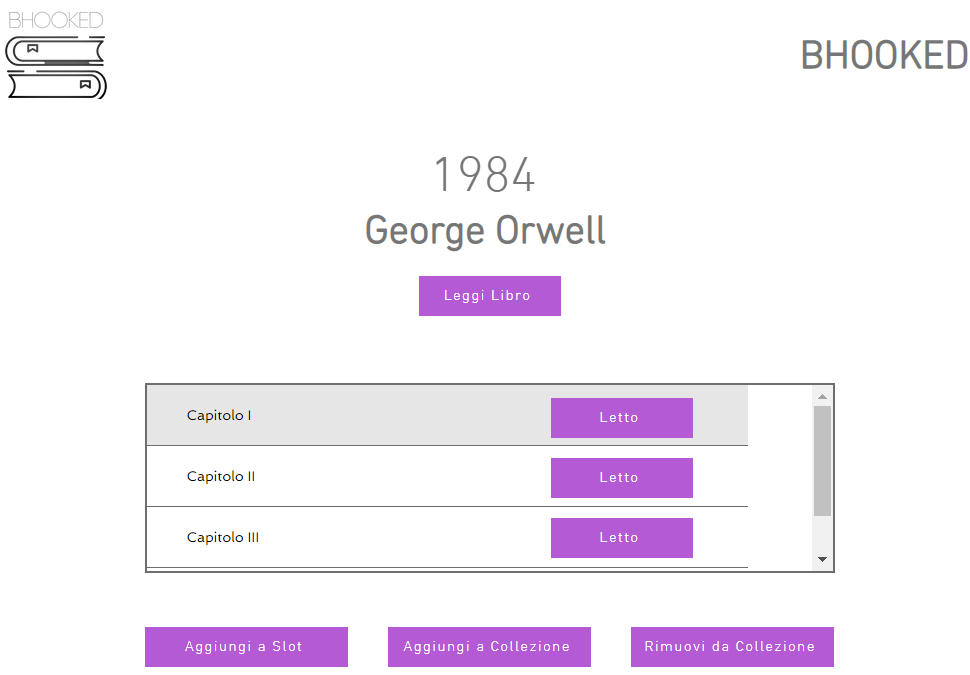 BHOOKED
BHOOKED
1984
George Orwell
Leggi Libro
Capitolo I
Letto
Capitolo II
Letto
Capitolo III
Letto
Aggiungi a Slot
Aggiungi a Collezione
Rimuovi da Collezione